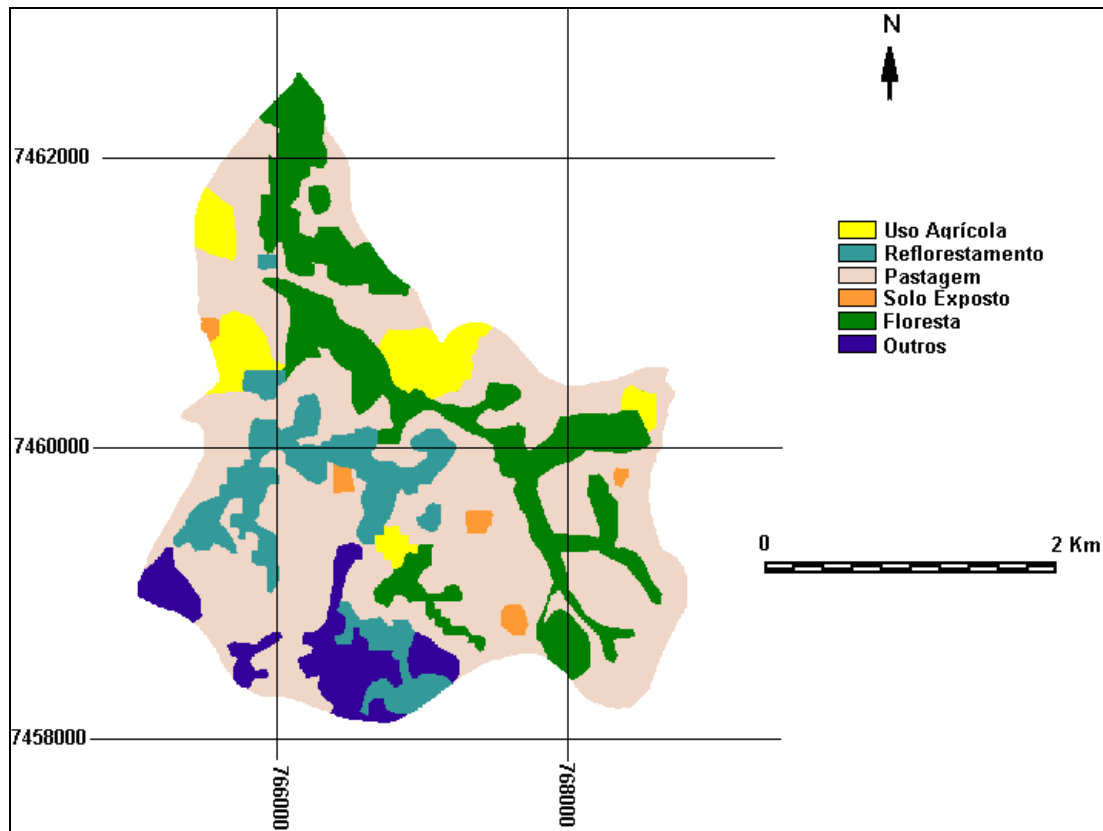 N
7462000
Uso Agrícola
Reflorestamento
Pastagem
Solo Exposto
Floresta
Outros
7460000
0 2 Km
7458000
766000
768000